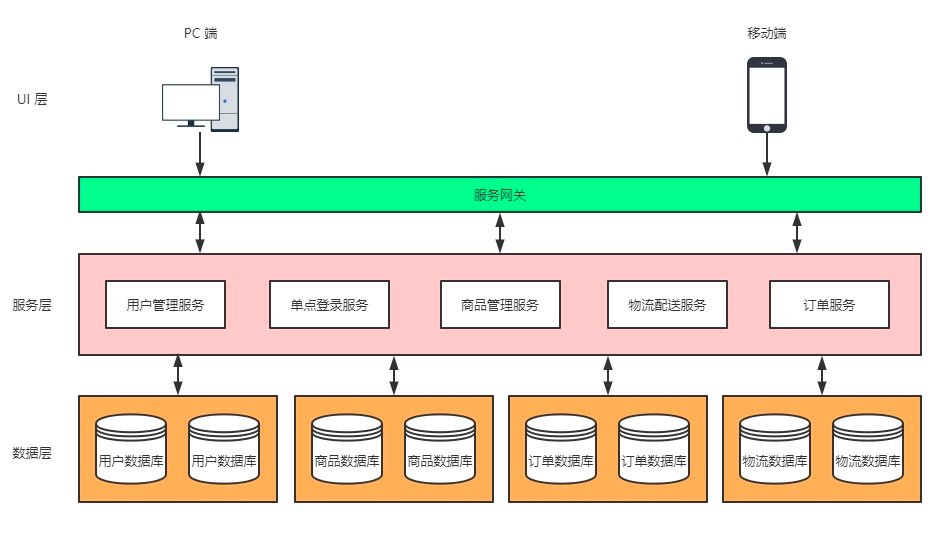 PC 端
移动端
UI 层
服务网关
服务层
用户管理服务
单点登录服务
商品管理服务
物流配送服务
订单服务
数据层
用户数据库
用户数据库
商品数据库
商品数据库
订单数据库
订单数据库
物流数据库
物流数据库